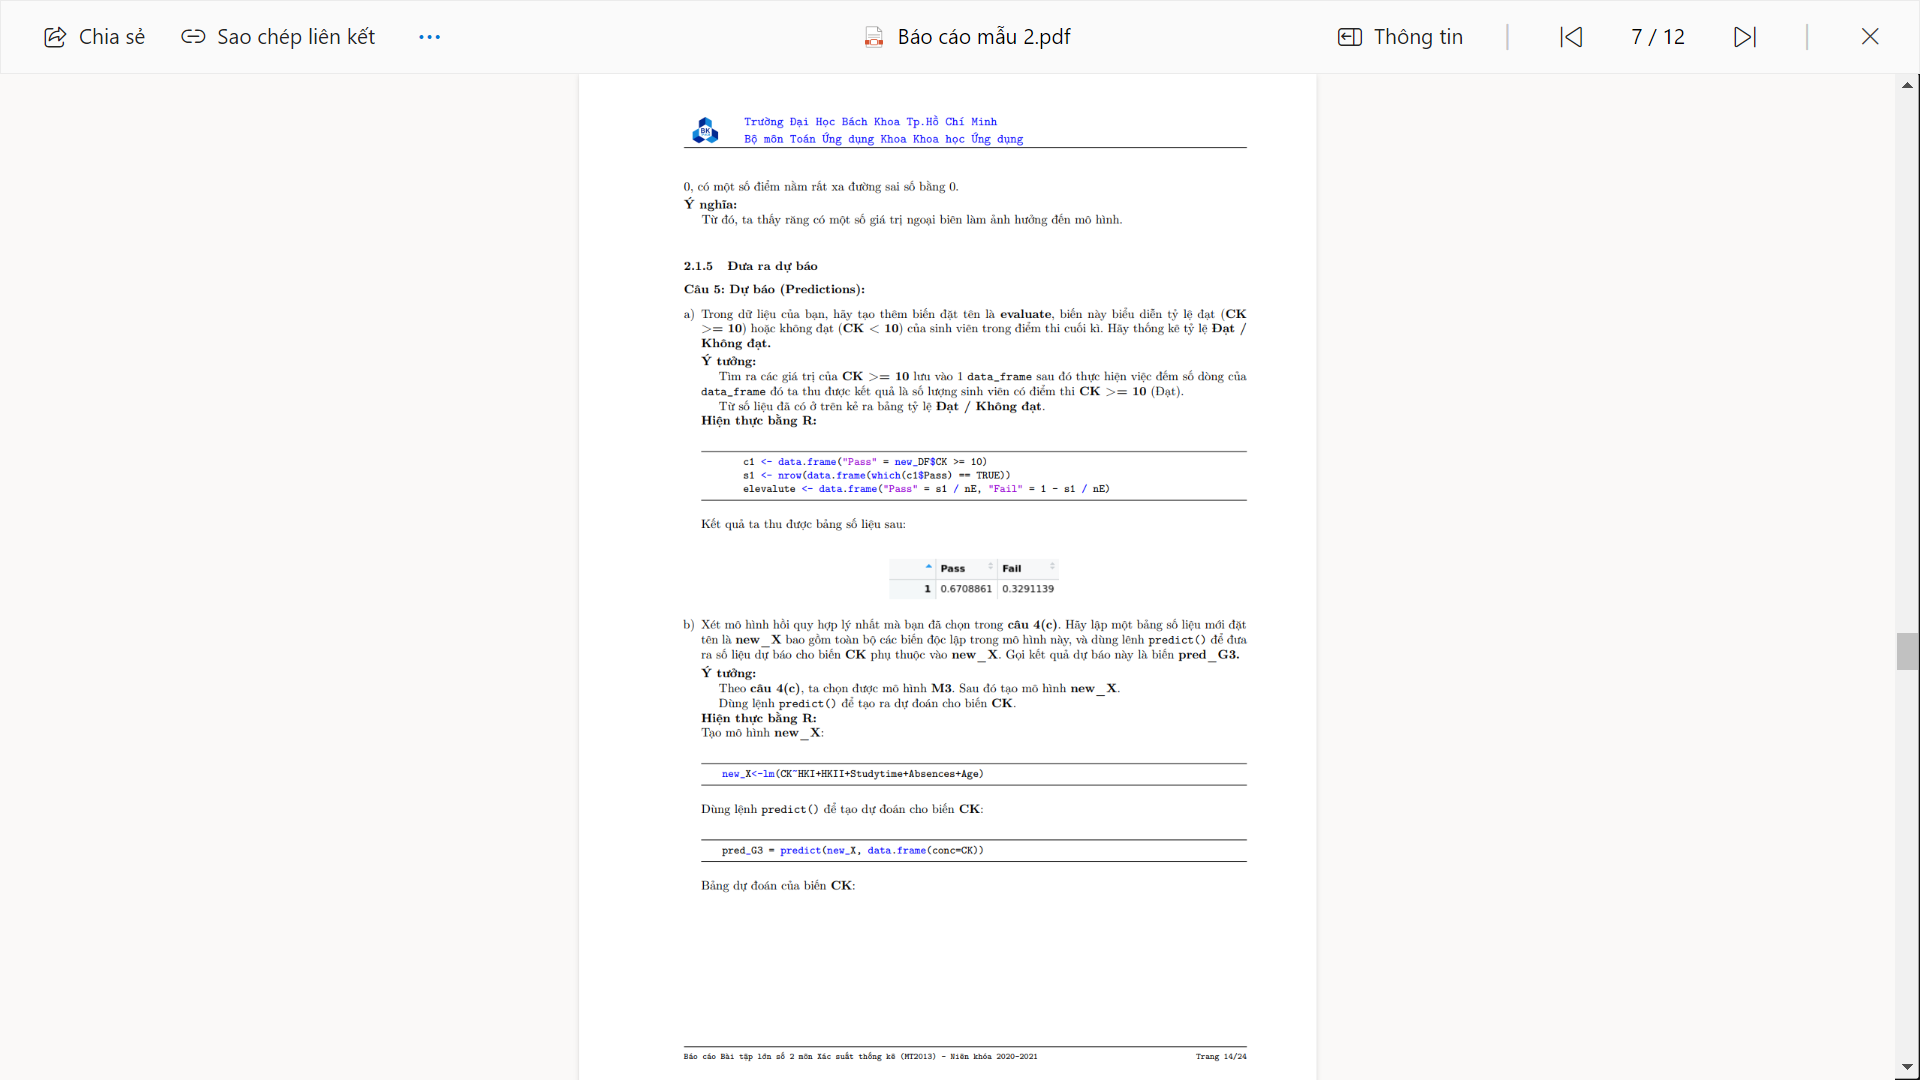 Chia sẻ
Sao chép liên kết
Báo cáo mẫu 2.pdf
Thông tin
7 / 12
BK
Trường Đại Học Bách Khoa Tp.Hồ Chí Minh
Bộ môn Toán Ứng dụng Khoa Khoa học Ứng dụng
0, có một số điểm nằm rất xa đường sai số bằng 0.
Ý nghĩa:
Từ đó, ta thấy rằng có một số giá trị ngoại biên làm ảnh hưởng đến mô hình.
2.1.5 Đưa ra dự báo
Câu 5: Dự báo (Predictions):
a) Trong dữ liệu của bạn, hãy tạo thêm biến đặt tên là evaluate, biến này biểu diễn tỷ lệ đạt (CK
>= 10) hoặc không đạt (CK < 10) của sinh viên trong điểm thi cuối kì. Hãy thống kê tỷ lệ Đạt /
Không đạt.
Ý tưởng:
Tìm ra các giá trị của CK >= 10 lưu vào 1 data_frame sau đó thực hiện việc đếm số dòng của
data_frame đó ta thu được kết quả là số lượng sinh viên có điểm thi CK >= 10 (Đạt).
Từ số liệu đã có ở trên kẻ ra bảng tỷ lệ Đạt / Không đạt.
Hiện thực bằng R:
c1 <- data.frame("Pass" = new_DF$CK >= 10)
s1 <- nrow(data.frame(which(c1$Pass) == TRUE))
elevalute <- data.frame("Pass" = s1 / nE, "Fail" = 1 - s1 / nE)
Kết quả ta thu được bảng số liệu sau:
Pass Fail
1 0.6708861 0.3291139
b) Xét mô hình hồi quy hợp lý nhất mà bạn đã chọn trong câu 4(c). Hãy lập một bảng số liệu mới đặt
tên là new_X bao gồm toàn bộ các biến độc lập trong mô hình này, và dùng lệnh predict() để đưa
ra số liệu dự báo cho biến CK phụ thuộc vào new_X. Gọi kết quả dự báo này là biến pred_G3.
Ý tưởng:
Theo câu 4(c), ta chọn được mô hình M3. Sau đó tạo mô hình new_X.
Dùng lệnh predict() để tạo ra dự đoán cho biến CK.
Hiện thực bằng R:
Tạo mô hình new_X:
new_X<-lm(CK~HKI+HKII+Studytime+Absences+Age)
Dùng lệnh predict() để tạo dự đoán cho biến CK:
pred_G3 = predict(new_X, data.frame(conc=CK))
Bảng dự đoán của biến CK:
Báo cáo Bài tập lớn số 2 môn Xác suất thống kê (MT2013) - Niên khóa 2020-2021
Trang 14/24